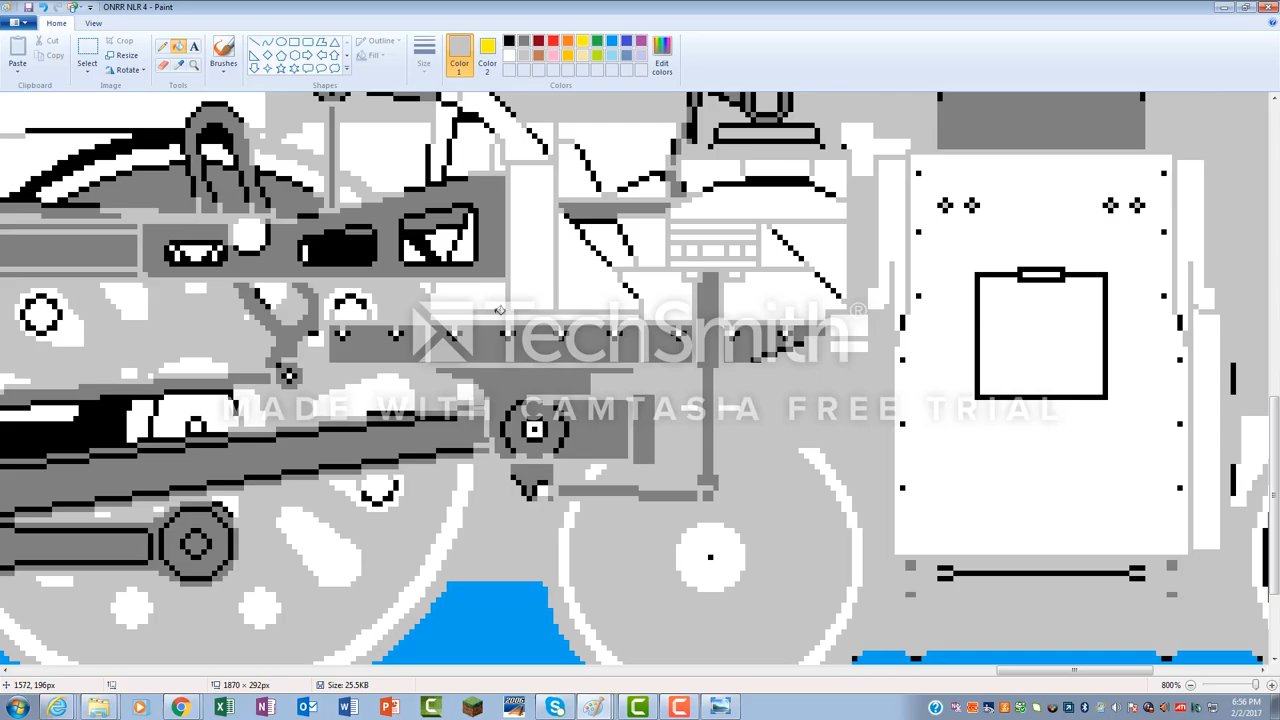 ONRR NLR 4 - Paint
Home View
Paste Cut Copy Clipboard
Select Crop Resize Rotate Image
A Tools
Brushes
Outline Fill Shapes
Size
Color 1 Color 2 Edit colors Colors
TechSmith®
MADE WITH CAMTASIA FREE TRIAL
1572, 196px 1870 × 292px Size: 25.5KB 800%
2006
6:56 PM
2/2/2017